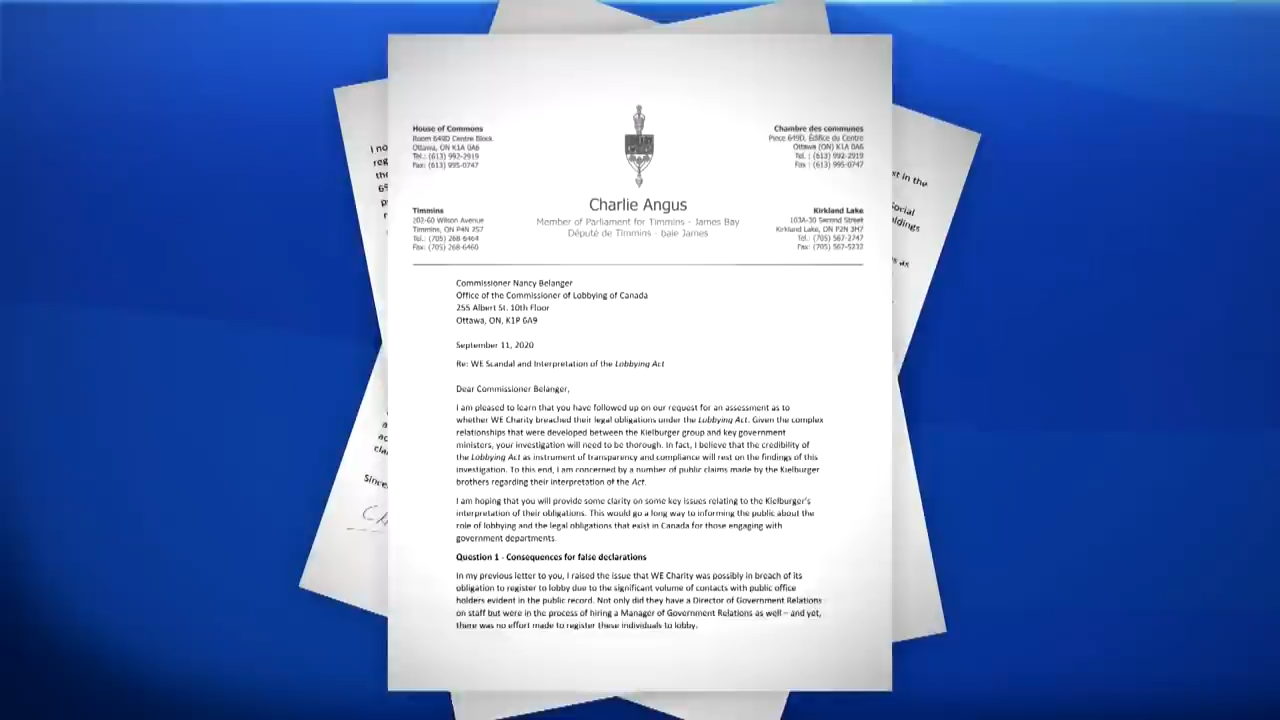 House of Commons
Room 649D Centre Block
Ottawa, ON K1A 0A6
Tel.: (613) 992-2919
Fax: (613) 995-0747
Chambre des communes
Pièce 649D, Édifice du Centre
Ottawa (ON) K1A 0A6
Tél. : (613) 992-2919
Fax : (613) 995-0747
Charlie Angus
Member of Parliament for Timmins - James Bay
Député de Timmins - baie James
Timmins
202-60 Wilson Avenue
Timmins, ON P4N 2S7
Tel.: (705) 268-6464
Fax: (705) 268-6460
Kirkland Lake
103A-30 Second Street
Kirkland Lake, ON P2N 3H7
Tel.: (705) 567-2747
Fax: (705) 567-5232
Commissioner Nancy Belanger
Office of the Commissioner of Lobbying of Canada
255 Albert St. 10th Floor
Ottawa, ON, K1P 6A9
September 11, 2020
Re: WE Scandal and Interpretation of the Lobbying Act
Dear Commissioner Belanger,
I am pleased to learn that you have followed up on our request for an assessment as to
whether WE Charity breached their legal obligations under the Lobbying Act. Given the complex
relationships that were developed between the Kielburger group and key government
ministers, your investigation will need to be thorough. In fact, I believe that the credibility of
the Lobbying Act as instrument of transparency and compliance will rest on the findings of this
investigation. To this end, I am concerned by a number of public claims made by the Kielburger
brothers regarding their interpretation of the Act.
I am hoping that you will provide some clarity on some key issues relating to the Kielburger's
interpretation of their obligations. This would go a long way to informing the public about the
role of lobbying and the legal obligations that exist in Canada for those engaging with
government departments.
Question 1 - Consequences for false declarations
In my previous letter to you, I raised the issue that WE Charity was possibly in breach of its
obligation to register to lobby due to the significant volume of contacts with public office
holders evident in the public record. Not only did they have a Director of Government Relations
on staff but were in the process of hiring a Manager of Government Relations as well – and yet,
there was no effort made to register these individuals to lobby.